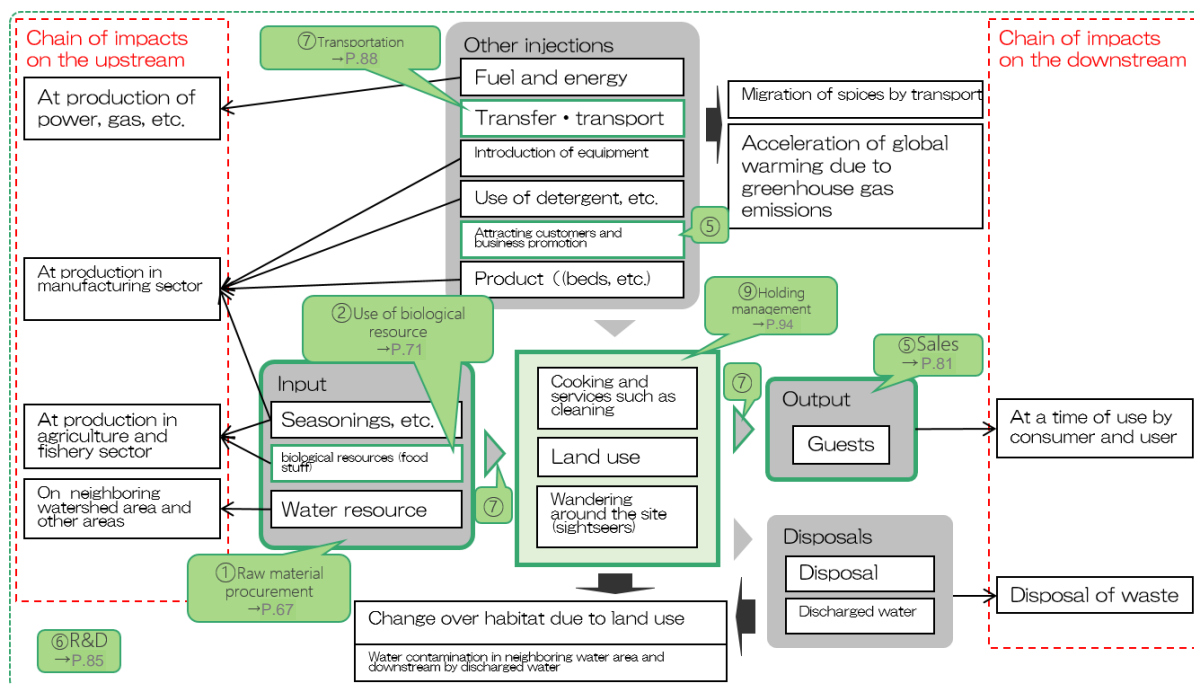 Chain of impacts
on the upstream
At production of
power, gas, etc.
At production in
manufacturing sector
At production in
agriculture and
fishery sector
On neighboring
watershed area and
other areas
⑦Transportation
→P.88
Other injections
Fuel and energy
Transfer・transport
Introduction of equipment
Use of detergent, etc.
Attracting customers and
business promotion
Product ((beds, etc.)
⑤
Migration of spices by transport
Acceleration of global
warming due to
greenhouse gas
emissions
Chain of impacts
on the downstream
②Use of biological
resource
→P.71
Input
Seasonings, etc.
biological resources (food
stuff)
Water resource
①Raw material
procurement
→P.67
⑦
⑨Holding
management
→P.94
Cooking and
services such as
cleaning
Land use
Wandering
around the site
(sightseers)
⑦
⑤Sales
→P.81
Output
Guests
At a time of use by
consumer and user
Disposals
Disposal
Discharged water
Disposal of waste
Change over habitat due to land use
Water contamination in neighboring water area and
downstream by discharged water
⑥R&D
→P.85